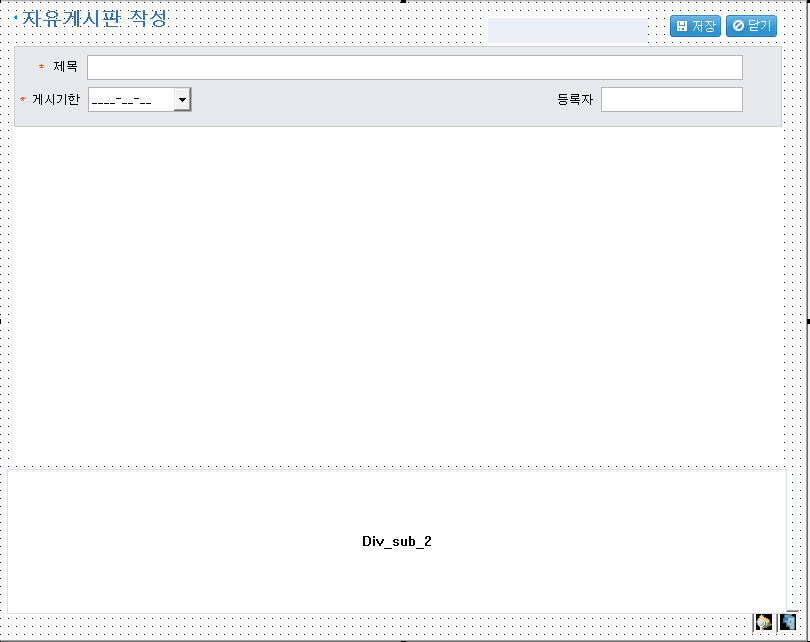 자유게시판 작성
저장
닫기
* 제목
* 게시기한 ____-__-__
등록자
Div_sub_2